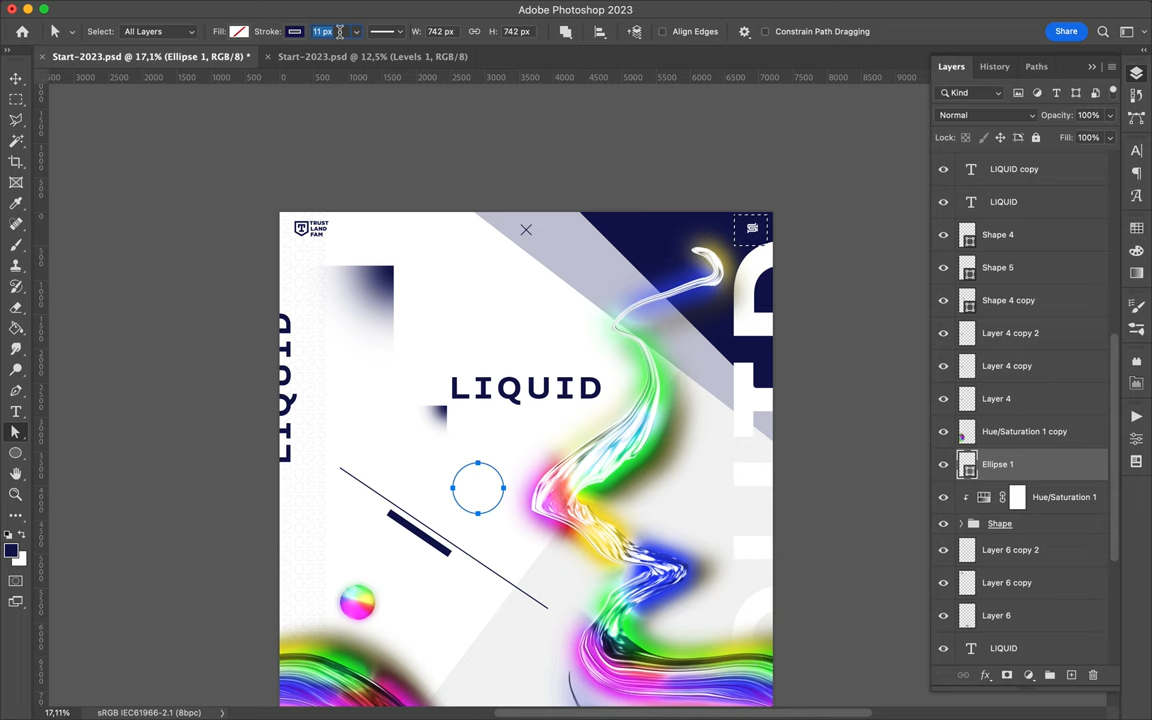 Adobe Photoshop 2023
Select: All Layers Fill: Stroke: 11 px W: 742 px H: 742 px Align Edges Constrain Path Dragging Share
Start-2023.psd @ 17,1% (Ellipse 1, RGB/8) * Start-2023.psd @ 12,5% (Levels 1, RGB/8)
3000 2500 2000 1500 1000 500 0 500 1000 1500 2000 2500 3000 3500 4000 4500 5000 5500 6000 6500 7000 7500 8000 8500 9000
Layers History Paths
Kind
Normal Opacity: 100%
Lock: Fill: 100%
LIQUID copy
LIQUID
Shape 4
Shape 5
Shape 4 copy
Layer 4 copy 2
Layer 4 copy
Layer 4
Hue/Saturation 1 copy
Ellipse 1
Hue/Saturation 1
Shape
Layer 6 copy 2
Layer 6 copy
Layer 6
LIQUID
TRUST
LAND
FAM
LIQUID
LIQUID
17,11% sRGB IEC61966-2.1 (8bpc)